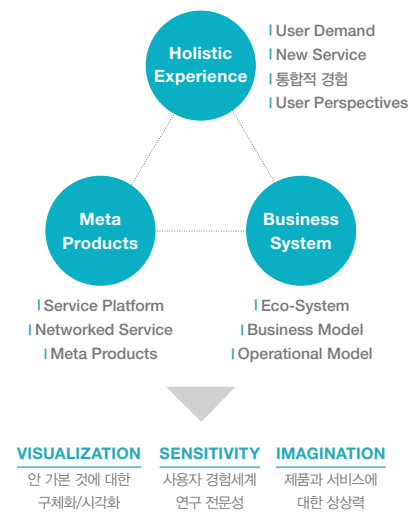 Holistic
Experience
User Demand
New Service
통합적 경험
User Perspectives
Meta
Products
Business
System
Service Platform
Networked Service
Meta Products
Eco-System
Business Model
Operational Model
VISUALIZATION
안 가본 것에 대한
구체화/시각화
SENSITIVITY
사용자 경험세계
연구 전문성
IMAGINATION
제품과 서비스에
대한 상상력